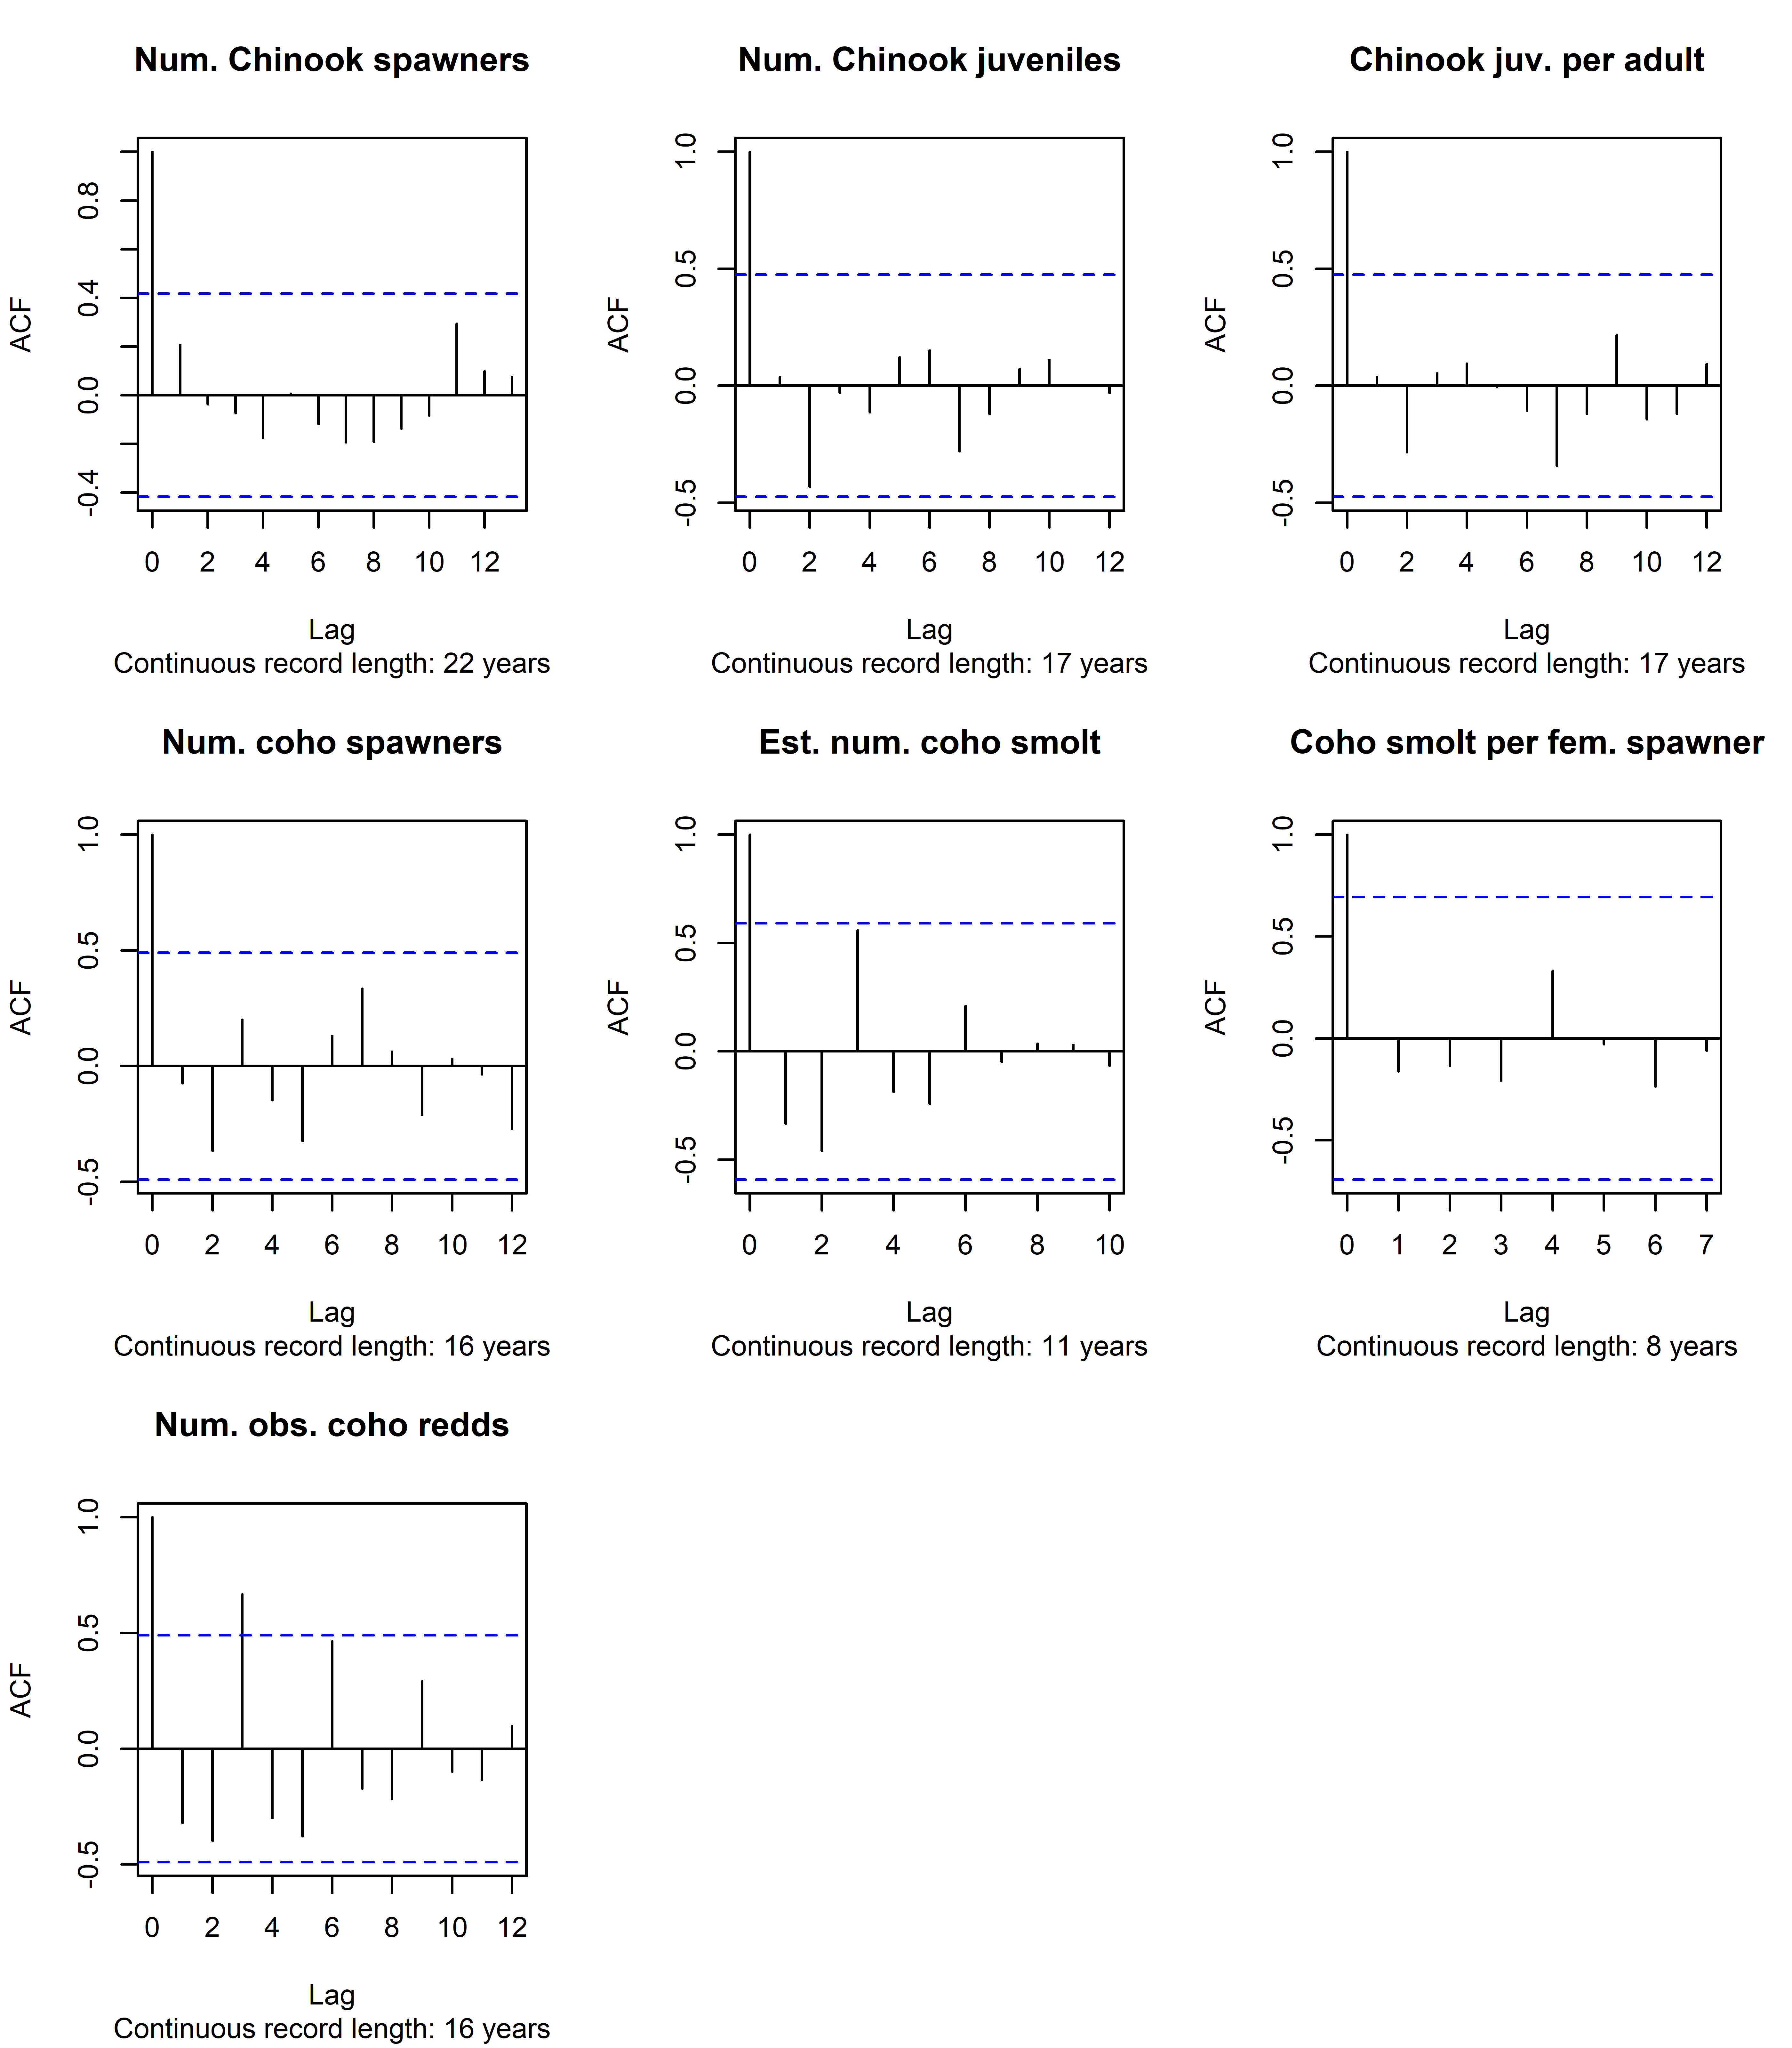 Num. Chinook spawners
ACF
-0.4 0.0 0.4 0.8
0 2 4 6 8 10 12
Lag
Continuous record length: 22 years
Num. Chinook juveniles
ACF
-0.5 0.0 0.5 1.0
0 2 4 6 8 10 12
Lag
Continuous record length: 17 years
Chinook juv. per adult
ACF
-0.5 0.0 0.5 1.0
0 2 4 6 8 10 12
Lag
Continuous record length: 17 years
Num. coho spawners
ACF
-0.5 0.0 0.5 1.0
0 2 4 6 8 10 12
Lag
Continuous record length: 16 years
Est. num. coho smolt
ACF
-0.5 0.0 0.5 1.0
0 2 4 6 8 10
Lag
Continuous record length: 11 years
Coho smolt per fem. spawner
ACF
-0.5 0.0 0.5 1.0
0 1 2 3 4 5 6 7
Lag
Continuous record length: 8 years
Num. obs. coho redds
ACF
-0.5 0.0 0.5 1.0
0 2 4 6 8 10 12
Lag
Continuous record length: 16 years